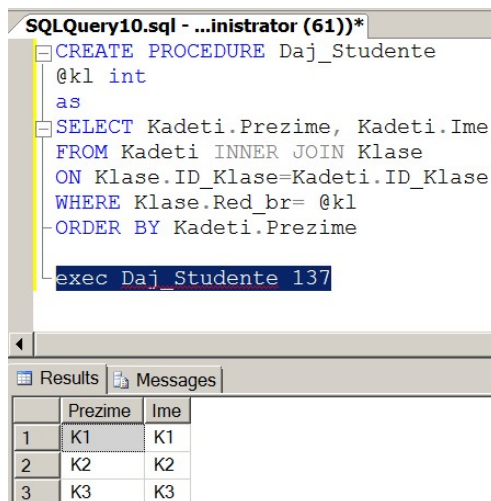 SQLQuery10.sql - ...inistrator (61))*
CREATE PROCEDURE Daj_Studente
@kl int
as
SELECT Kadeti.Prezime, Kadeti.Ime
FROM Kadeti INNER JOIN Klase
ON Klase.ID_Klase=Kadeti.ID_Klase
WHERE Klase.Red_br= @kl
ORDER BY Kadeti.Prezime
exec Daj_Studente 137
Results Messages
Prezime Ime
1 K1 K1
2 K2 K2
3 K3 K3